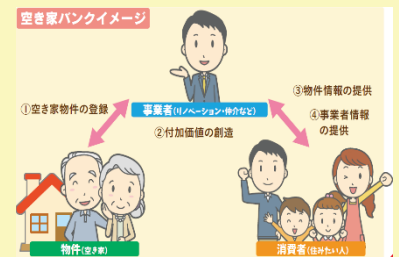 空き家バンクイメージ
①空き家物件の登録
事業者(リノベーション・仲介など)
②付加価値の創造
③物件情報の提供
④事業者情報
の提供
物件(空き家)
消費者(住みたい人)